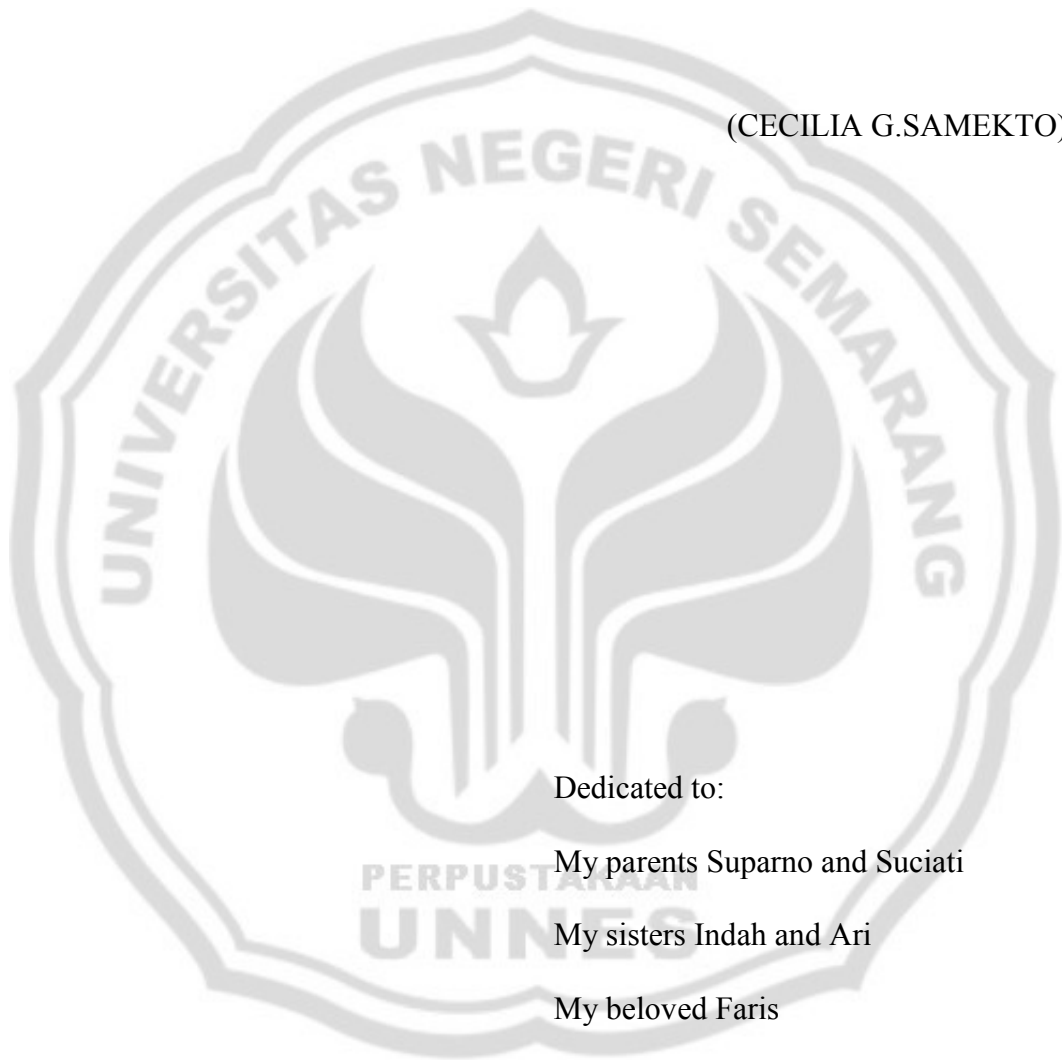 (CECILIA G.SAMEKTO)
UNIVERSITAS NEGERI SEMARANG
Dedicated to:
My parents Suparno and Suciati
PERPUSTAKAAN
My sisters Indah and Ari
UNNES
My beloved Faris